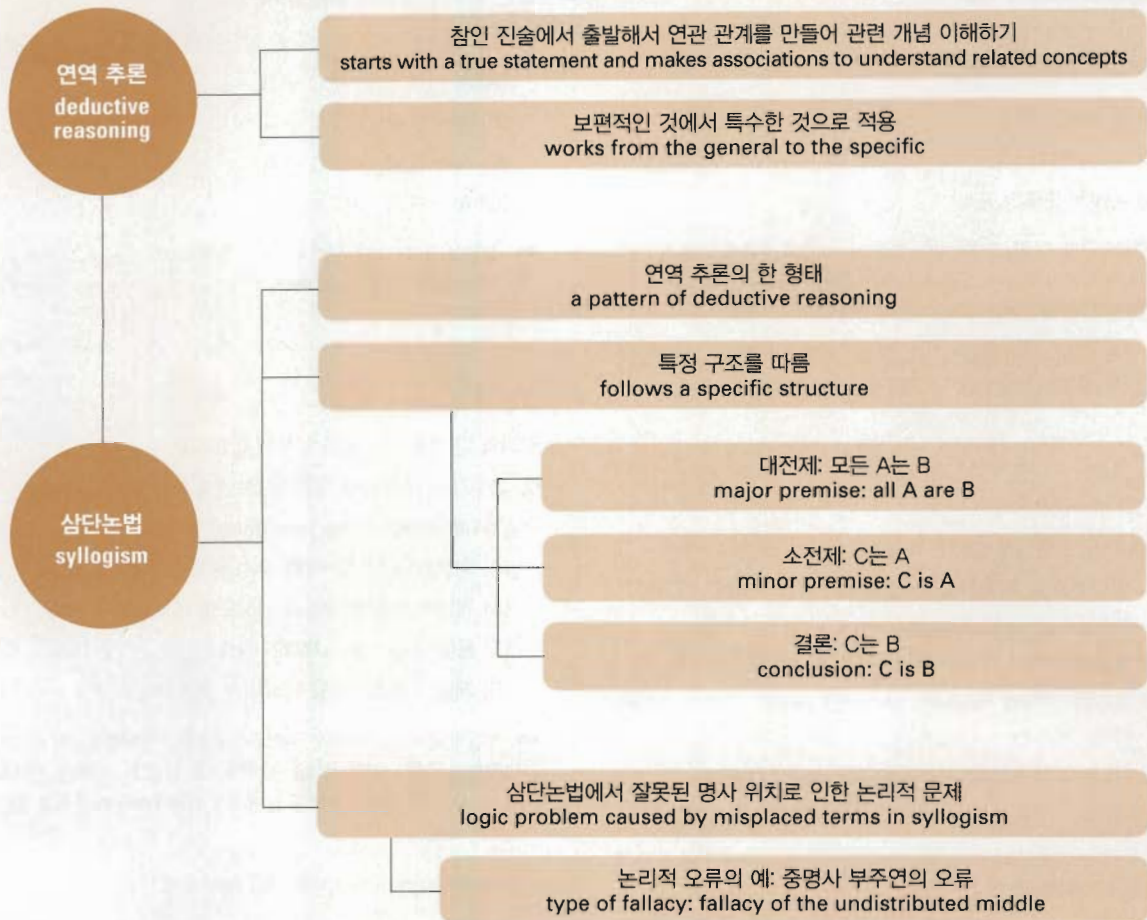 연역 추론
deductive
reasoning
참인 진술에서 출발해서 연관 관계를 만들어 관련 개념 이해하기
starts with a true statement and makes associations to understand related concepts
보편적인 것에서 특수한 것으로 적용
works from the general to the specific
삼단논법
syllogism
연역 추론의 한 형태
a pattern of deductive reasoning
특정 구조를 따름
follows a specific structure
대전제: 모든 A는 B
major premise: all A are B
소전제: C는 A
minor premise: C is A
결론: C는 B
conclusion: C is B
삼단논법에서 잘못된 명사 위치로 인한 논리적 문제
logic problem caused by misplaced terms in syllogism
논리적 오류의 예: 중명사 부주연의 오류
type of fallacy: fallacy of the undistributed middle